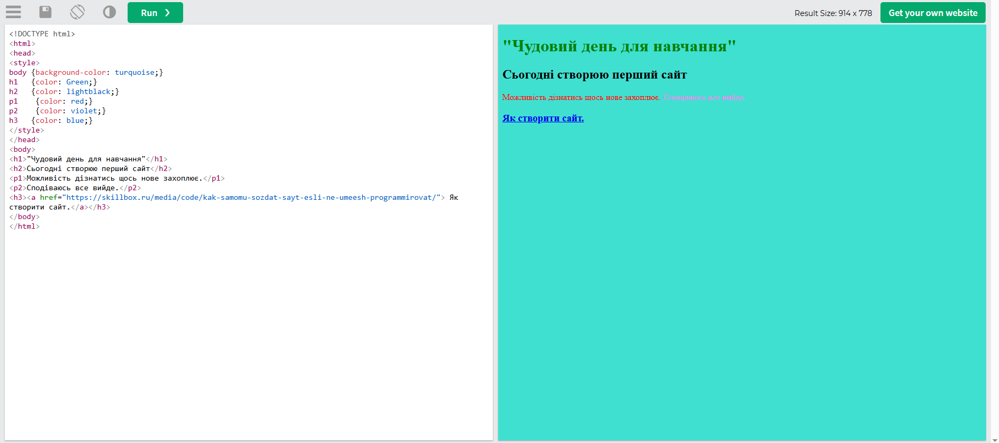 Run ❯
Result Size: 914 x 778
Get your own website
<!DOCTYPE html>
<html>
<head>
<style>
body {background-color: turquoise;}
h1   {color: Green;}
h2   {color: lightblack;}
p1    {color: red;}
p2    {color: violet;}
h3   {color: blue;}
</style>
</head>
<body>
<h1>"Чудовий день для навчання"</h1>
<h2>Сьогодні створюю перший сайт</h2>
<p1>Можливість дізнатись щось нове захоплює.</p1>
<p2>Сподіваюсь все вийде.</p2>
<h3><a href="https://skillbox.ru/media/code/kak-samomu-sozdat-sayt-esli-ne-umeesh-programmirovat/"> Як
створити сайт.</a></h3>
</body>
</html>
"Чудовий день для навчання"
Сьогодні створюю перший сайт
Можливість дізнатись щось нове захоплює. Сподіваюсь все вийде.
Як створити сайт.